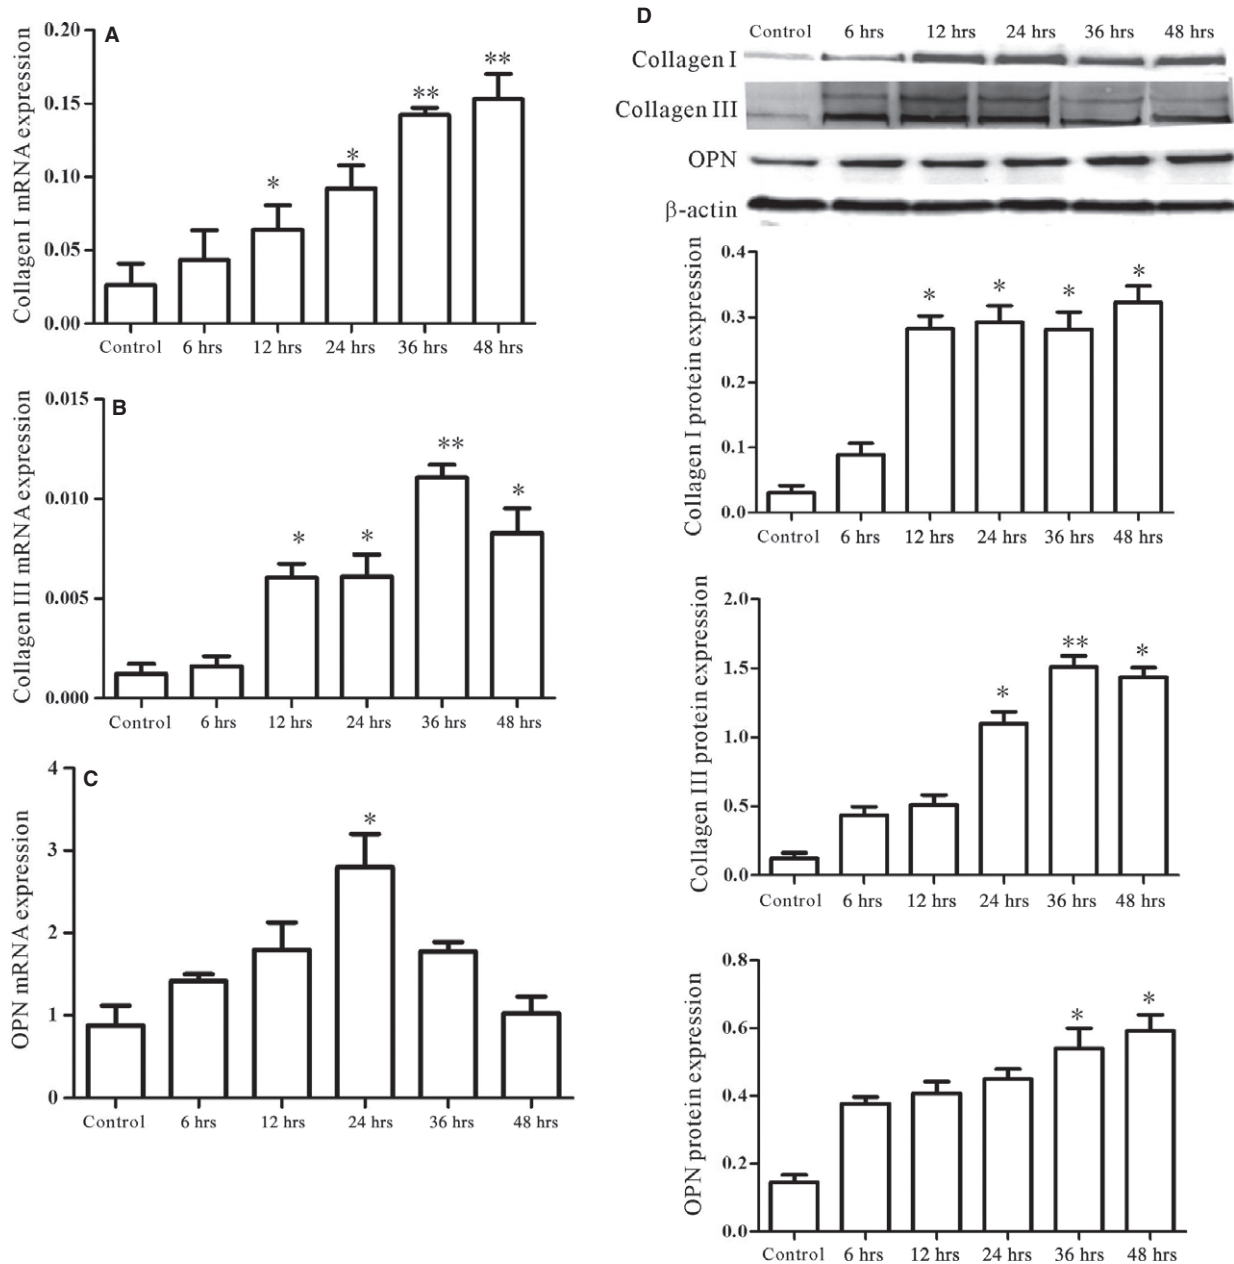 A
Collagen I mRNA expression
0.20
0.15
0.10
0.05
0.00
* * ** **
Control 6 hrs 12 hrs 24 hrs 36 hrs 48 hrs
B
Collagen III mRNA expression
0.015
0.010
0.005
0.000
* * ** *
Control 6 hrs 12 hrs 24 hrs 36 hrs 48 hrs
C
OPN mRNA expression
4
3
2
1
0
*
Control 6 hrs 12 hrs 24 hrs 36 hrs 48 hrs
D
Control 6 hrs 12 hrs 24 hrs 36 hrs 48 hrs
Collagen I
Collagen III
OPN
β-actin
Collagen I protein expression
0.4
0.3
0.2
0.1
0.0
* * * *
Control 6 hrs 12 hrs 24 hrs 36 hrs 48 hrs
Collagen III protein expression
2.0
1.5
1.0
0.5
0.0
* ** *
Control 6 hrs 12 hrs 24 hrs 36 hrs 48 hrs
OPN protein expression
0.8
0.6
0.4
0.2
0.0
* *
Control 6 hrs 12 hrs 24 hrs 36 hrs 48 hrs